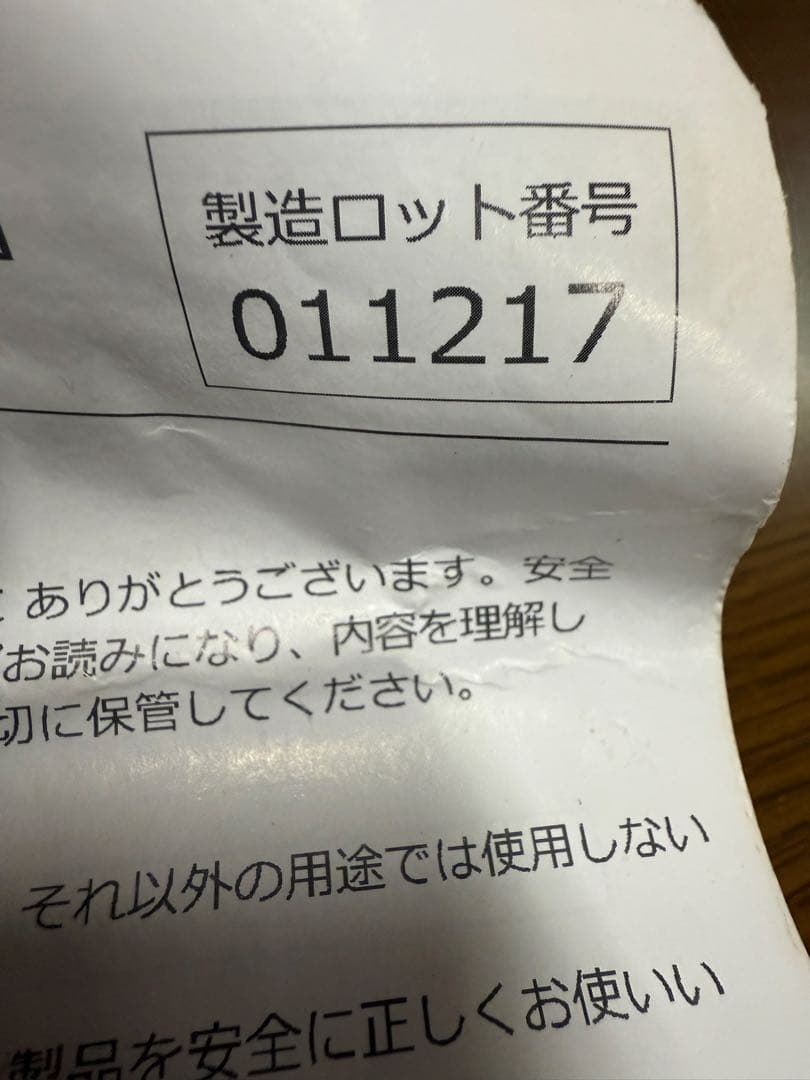 製造ロット番号
011217
ありがとうございます。安全
お読みになり、内容を理解し
切に保管してください。
それ以外の用途では使用しない
製品を安全に正しくお使いい